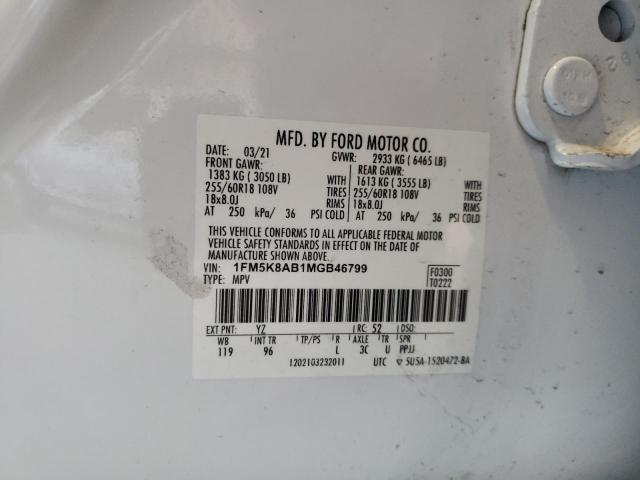 MFD. BY FORD MOTOR CO.
DATE: 03/21 GVWR: 2933 KG ( 6465 LB)
FRONT GAWR: REAR GAWR:
1383 KG ( 3050 LB) WITH 1613 KG ( 3555 LB) WITH
255/60R18 108V TIRES 255/60R18 108V TIRES
18x8.0J RIMS 18x8.0J RIMS
AT 250 kPa/ 36 PSI COLD AT 250 kPa/ 36 PSI COLD
THIS VEHICLE CONFORMS TO ALL APPLICABLE FEDERAL MOTOR
VEHICLE SAFETY STANDARDS IN EFFECT ON THE DATE OF
MANUFACTURE SHOWN ABOVE.
VIN: 1FM5K8AB1MGB46799 F0300
TYPE: MPV T0222
EXT PNT: YZ RC: 52 DSO:
WB INT TR TP/PS R AXLE TR SPR
119 96 L 3C U PPJJ
1202103232011 UTC ▽ 5U5A-1520472-BA